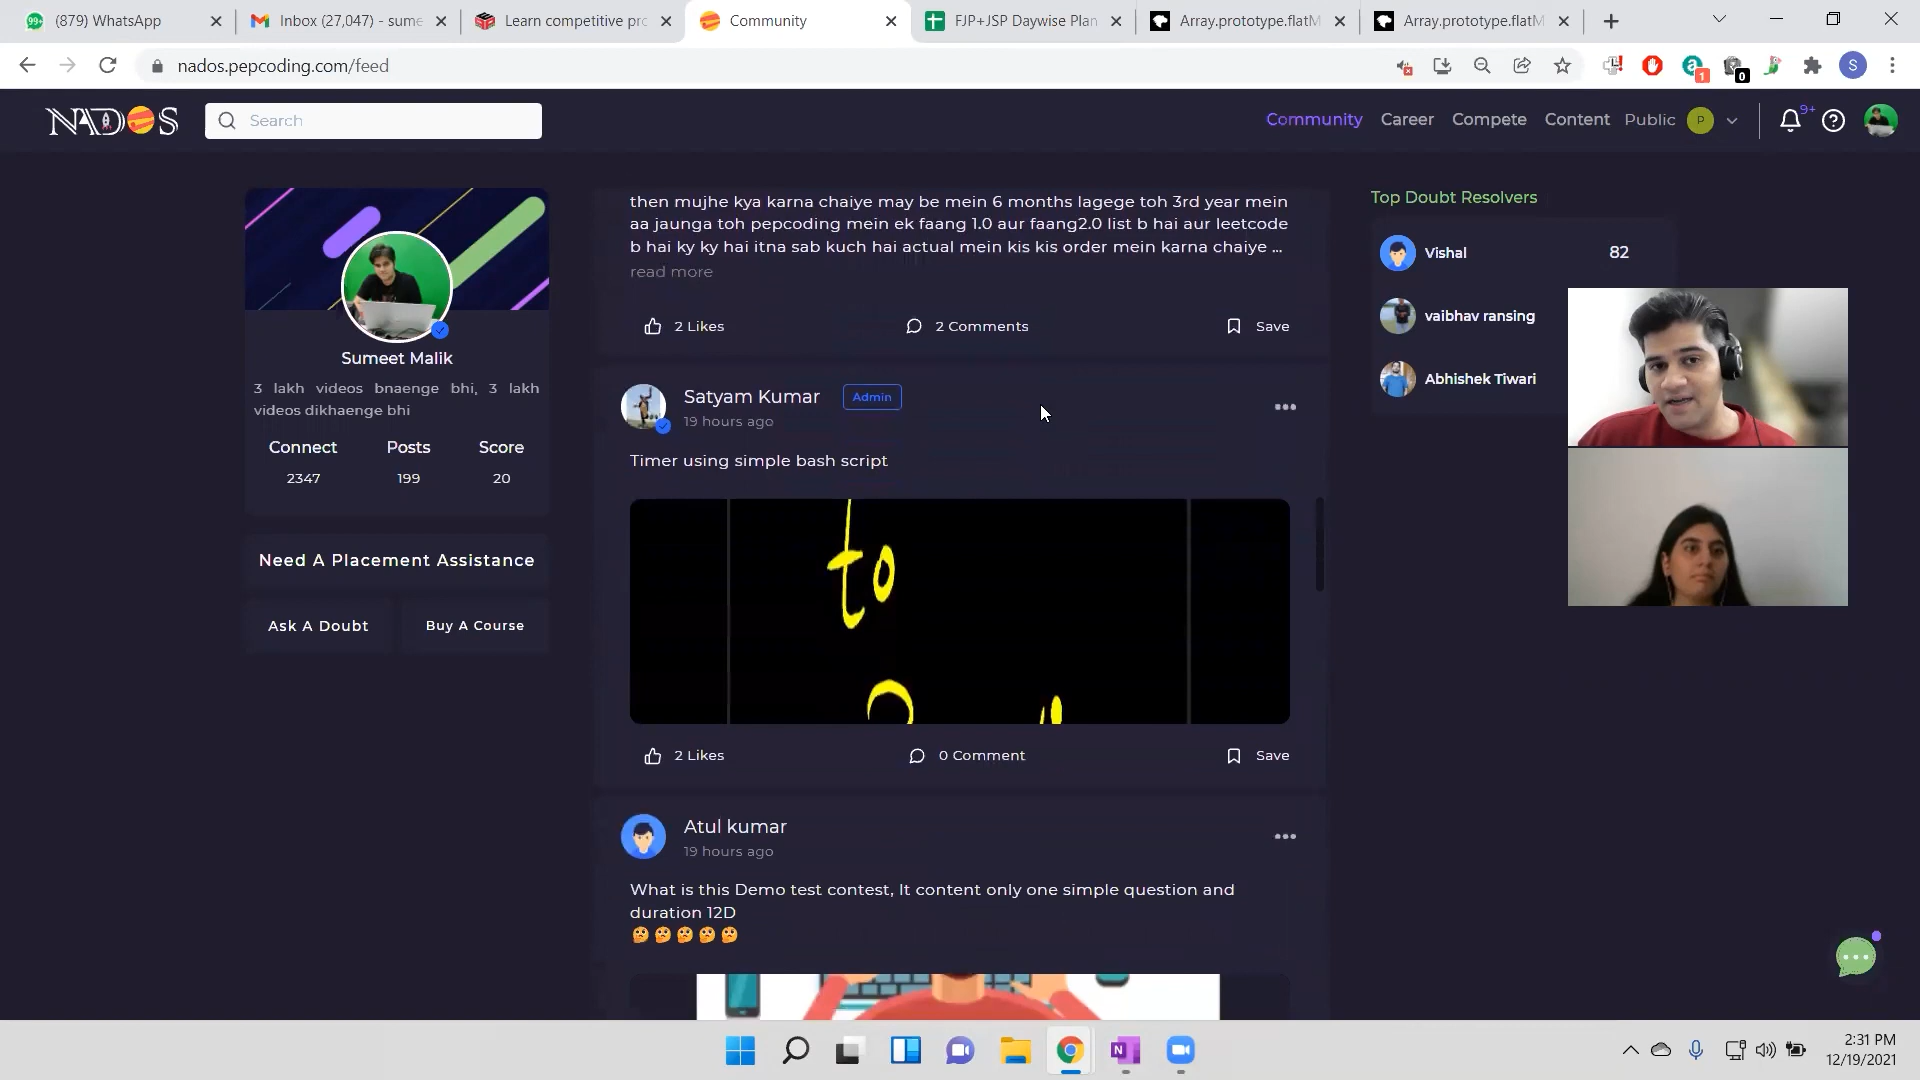 (879) WhatsApp
Inbox (27,047) - sume
Learn competitive pro
Community
FJP+JSP Daywise Plan
Array.prototype.flatM
Array.prototype.flatM
nados.pepcoding.com/feed
1
0
S
NADOS
Search
Community
Career
Compete
Content
Public
P
9+
then mujhe kya karna chaiye may be mein 6 months lagege toh 3rd year mein
aa jaunga toh pepcoding mein ek faang 1.0 aur faang2.0 list b hai aur leetcode
b hai ky ky hai itna sab kuch hai actual mein kis kis order mein karna chaiye ...
read more
2 Likes
2 Comments
Save
Sumeet Malik
3 lakh videos bnaenge bhi, 3 lakh
videos dikhaenge bhi
Connect
Posts
Score
2347
199
20
Need A Placement Assistance
Ask A Doubt
Buy A Course
Satyam Kumar
Admin
19 hours ago
Timer using simple bash script
to
2 Likes
0 Comment
Save
Atul kumar
19 hours ago
What is this Demo test contest, It content only one simple question and
duration 12D
🤔🤔🤔🤔🤔
Top Doubt Resolvers
Vishal
82
vaibhav ransing
Abhishek Tiwari
2:31 PM
12/19/2021